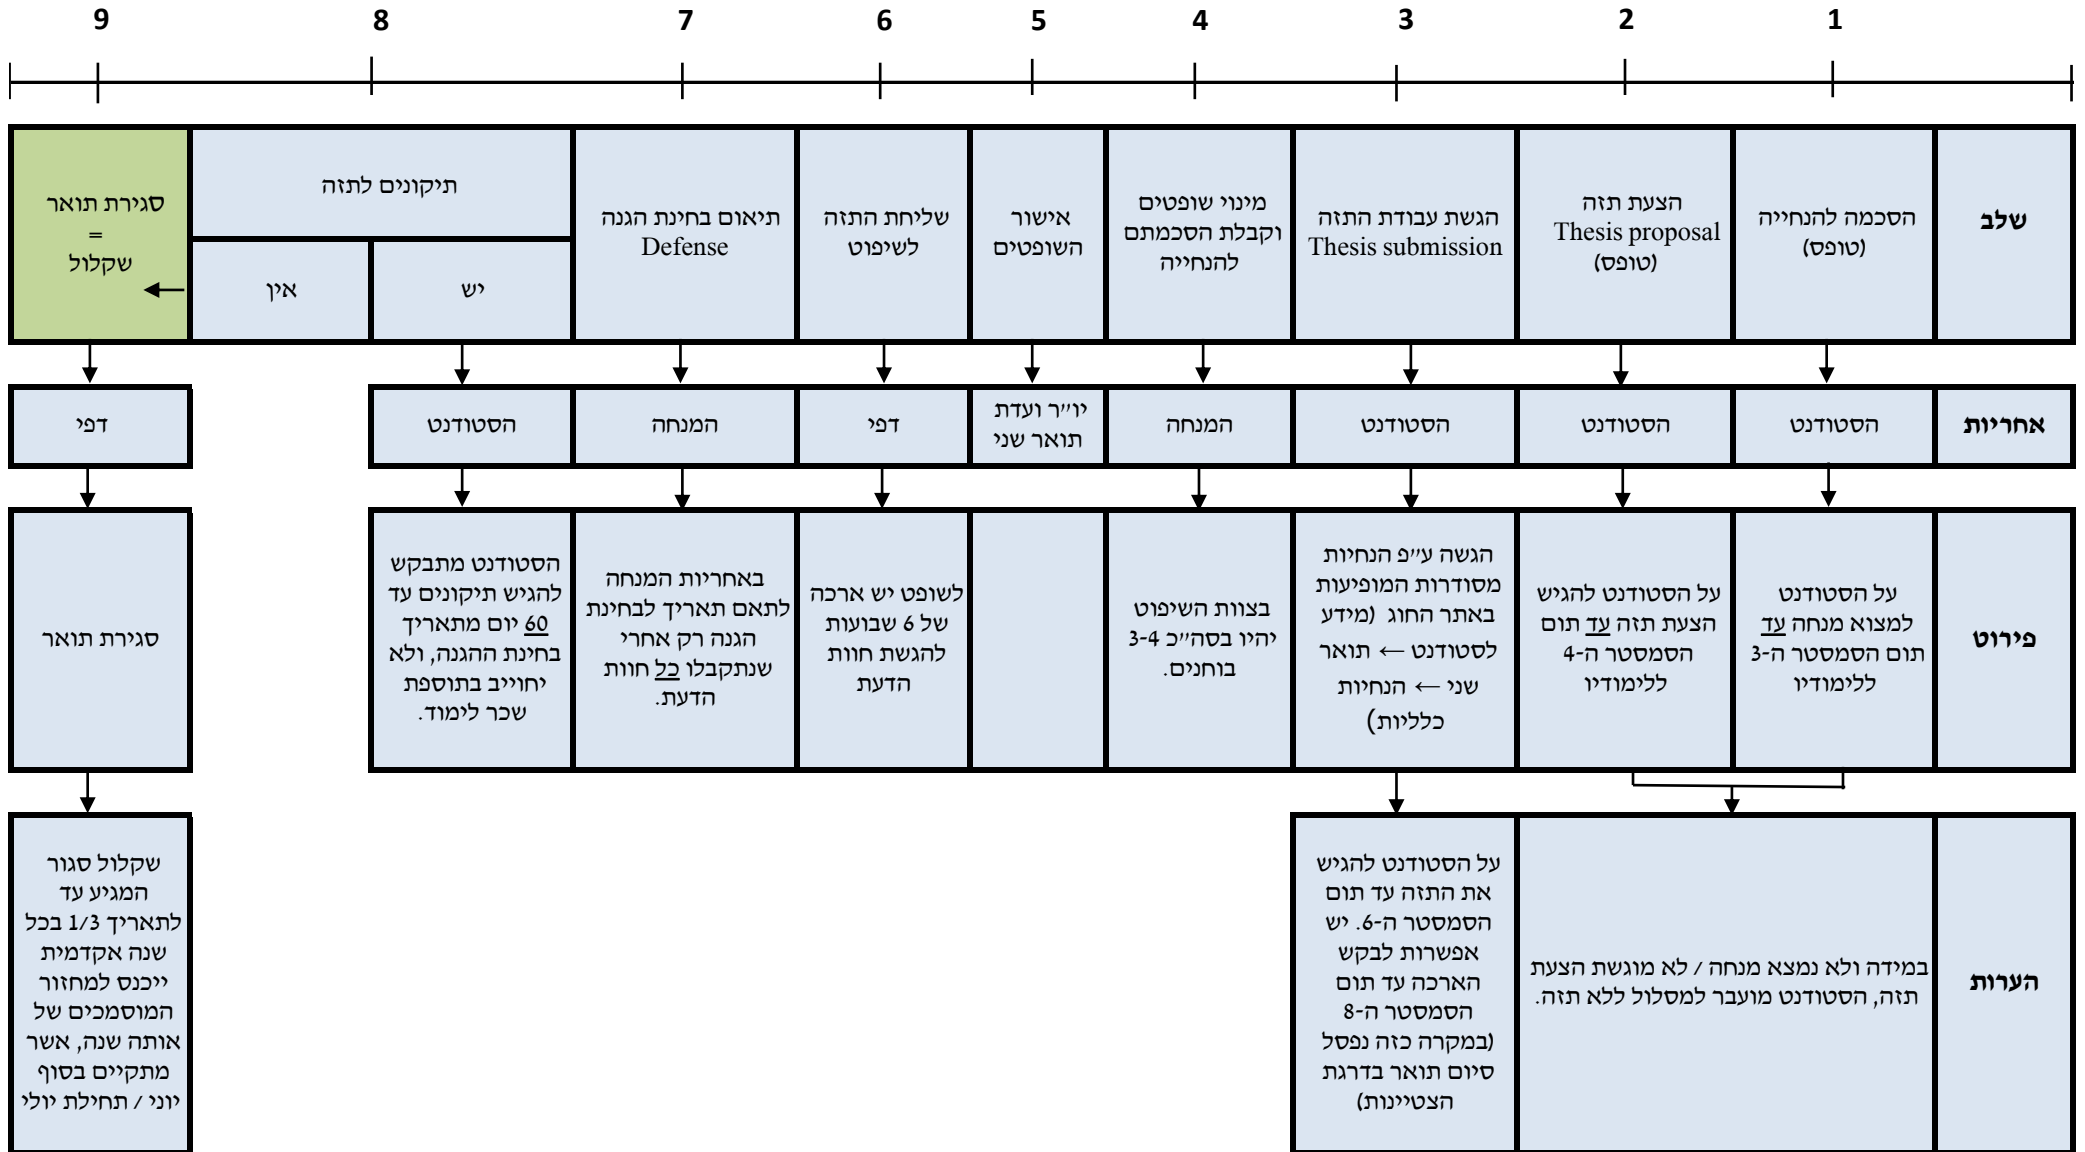 1 2 3 4 5 6 7 8 9
שלב
הסכמה להנחייה
(טופס)
הצעת תזה
Thesis proposal
(טופס)
הגשת עבודת התזה
Thesis submission
מינוי שופטים
וקבלת הסכמתם
להנחייה
אישור
השופטים
שליחת התזה
לשיפוט
תיאום בחינת הגנה
Defense
תיקונים לתזה
יש
אין
סגירת תואר
=
שקלול
אחריות
הסטודנט
הסטודנט
הסטודנט
המנחה
יו״ר ועדת
תואר שני
דפי
המנחה
הסטודנט
דפי
פירוט
על הסטודנט
למצוא מנחה עד
תום הסמסטר ה-3
ללימודיו
על הסטודנט להגיש
הצעת תזה עד תום
הסמסטר ה-4
ללימודיו
הגשה ע״פ הנחיות
מסודרות המופיעות
באתר החוג (מידע
לסטודנט ← תואר
שני ← הנחיות
כלליות)
בצוות השיפוט
יהיו בסה״כ 3-4
בוחנים.
לשופט יש ארכה
של 6 שבועות
להגשת חוות
הדעת
באחריות המנחה
לתאם תאריך לבחינת
הגנה רק אחרי
שנתקבלו כל חוות
הדעת.
הסטודנט מתבקש
להגיש תיקונים עד
60 יום מתאריך
בחינת ההגנה, ולא
יחוייב בתוספת
שכר לימוד.
סגירת תואר
הערות
במידה ולא נמצא מנחה / לא מוגשת הצעת
תזה, הסטודנט מועבר למסלול ללא תזה.
על הסטודנט להגיש
את התזה עד תום
הסמסטר ה-6. יש
אפשרות לבקש
הארכה עד תום
הסמסטר ה-8
(במקרה כזה נפסל
סיום תואר בדרגת
הצטיינות)
שקלול סגור
המגיע עד
לתאריך 1/3 בכל
שנה אקדמית
ייכנס למחזור
המוסמכים של
אותה שנה, אשר
מתקיים בסוף
יוני / תחילת יולי